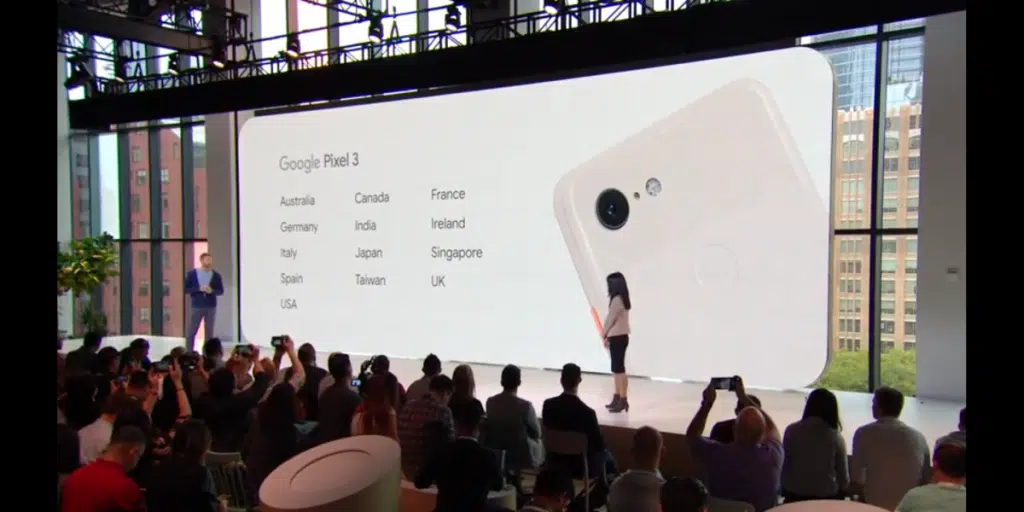 Google Pixel 3
Australia Canada France
Germany India Ireland
Italy Japan Singapore
Spain Taiwan UK
USA